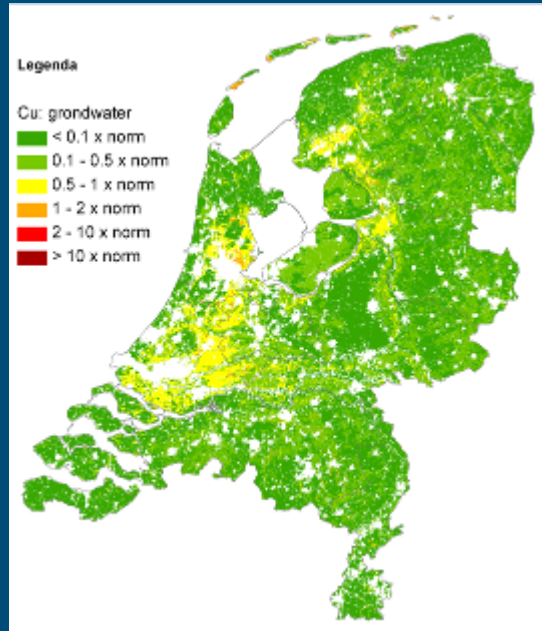 Legenda
Cu: grondwater
< 0.1 x norm
0.1 - 0.5 x norm
0.5 - 1 x norm
1 - 2 x norm
2 - 10 x norm
> 10 x norm